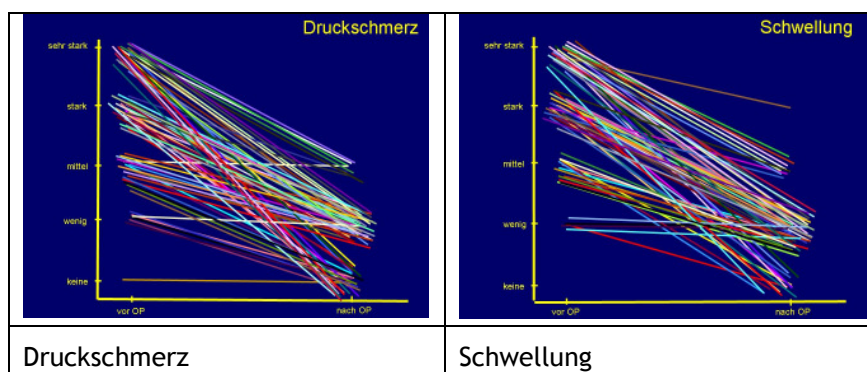 Druckschmerz
sehr stark
stark
mittel
wenig
keine
vor OP
nach OP
Schwellung
sehr stark
stark
mittel
wenig
keine
vor OP
nach OP
Druckschmerz
Schwellung